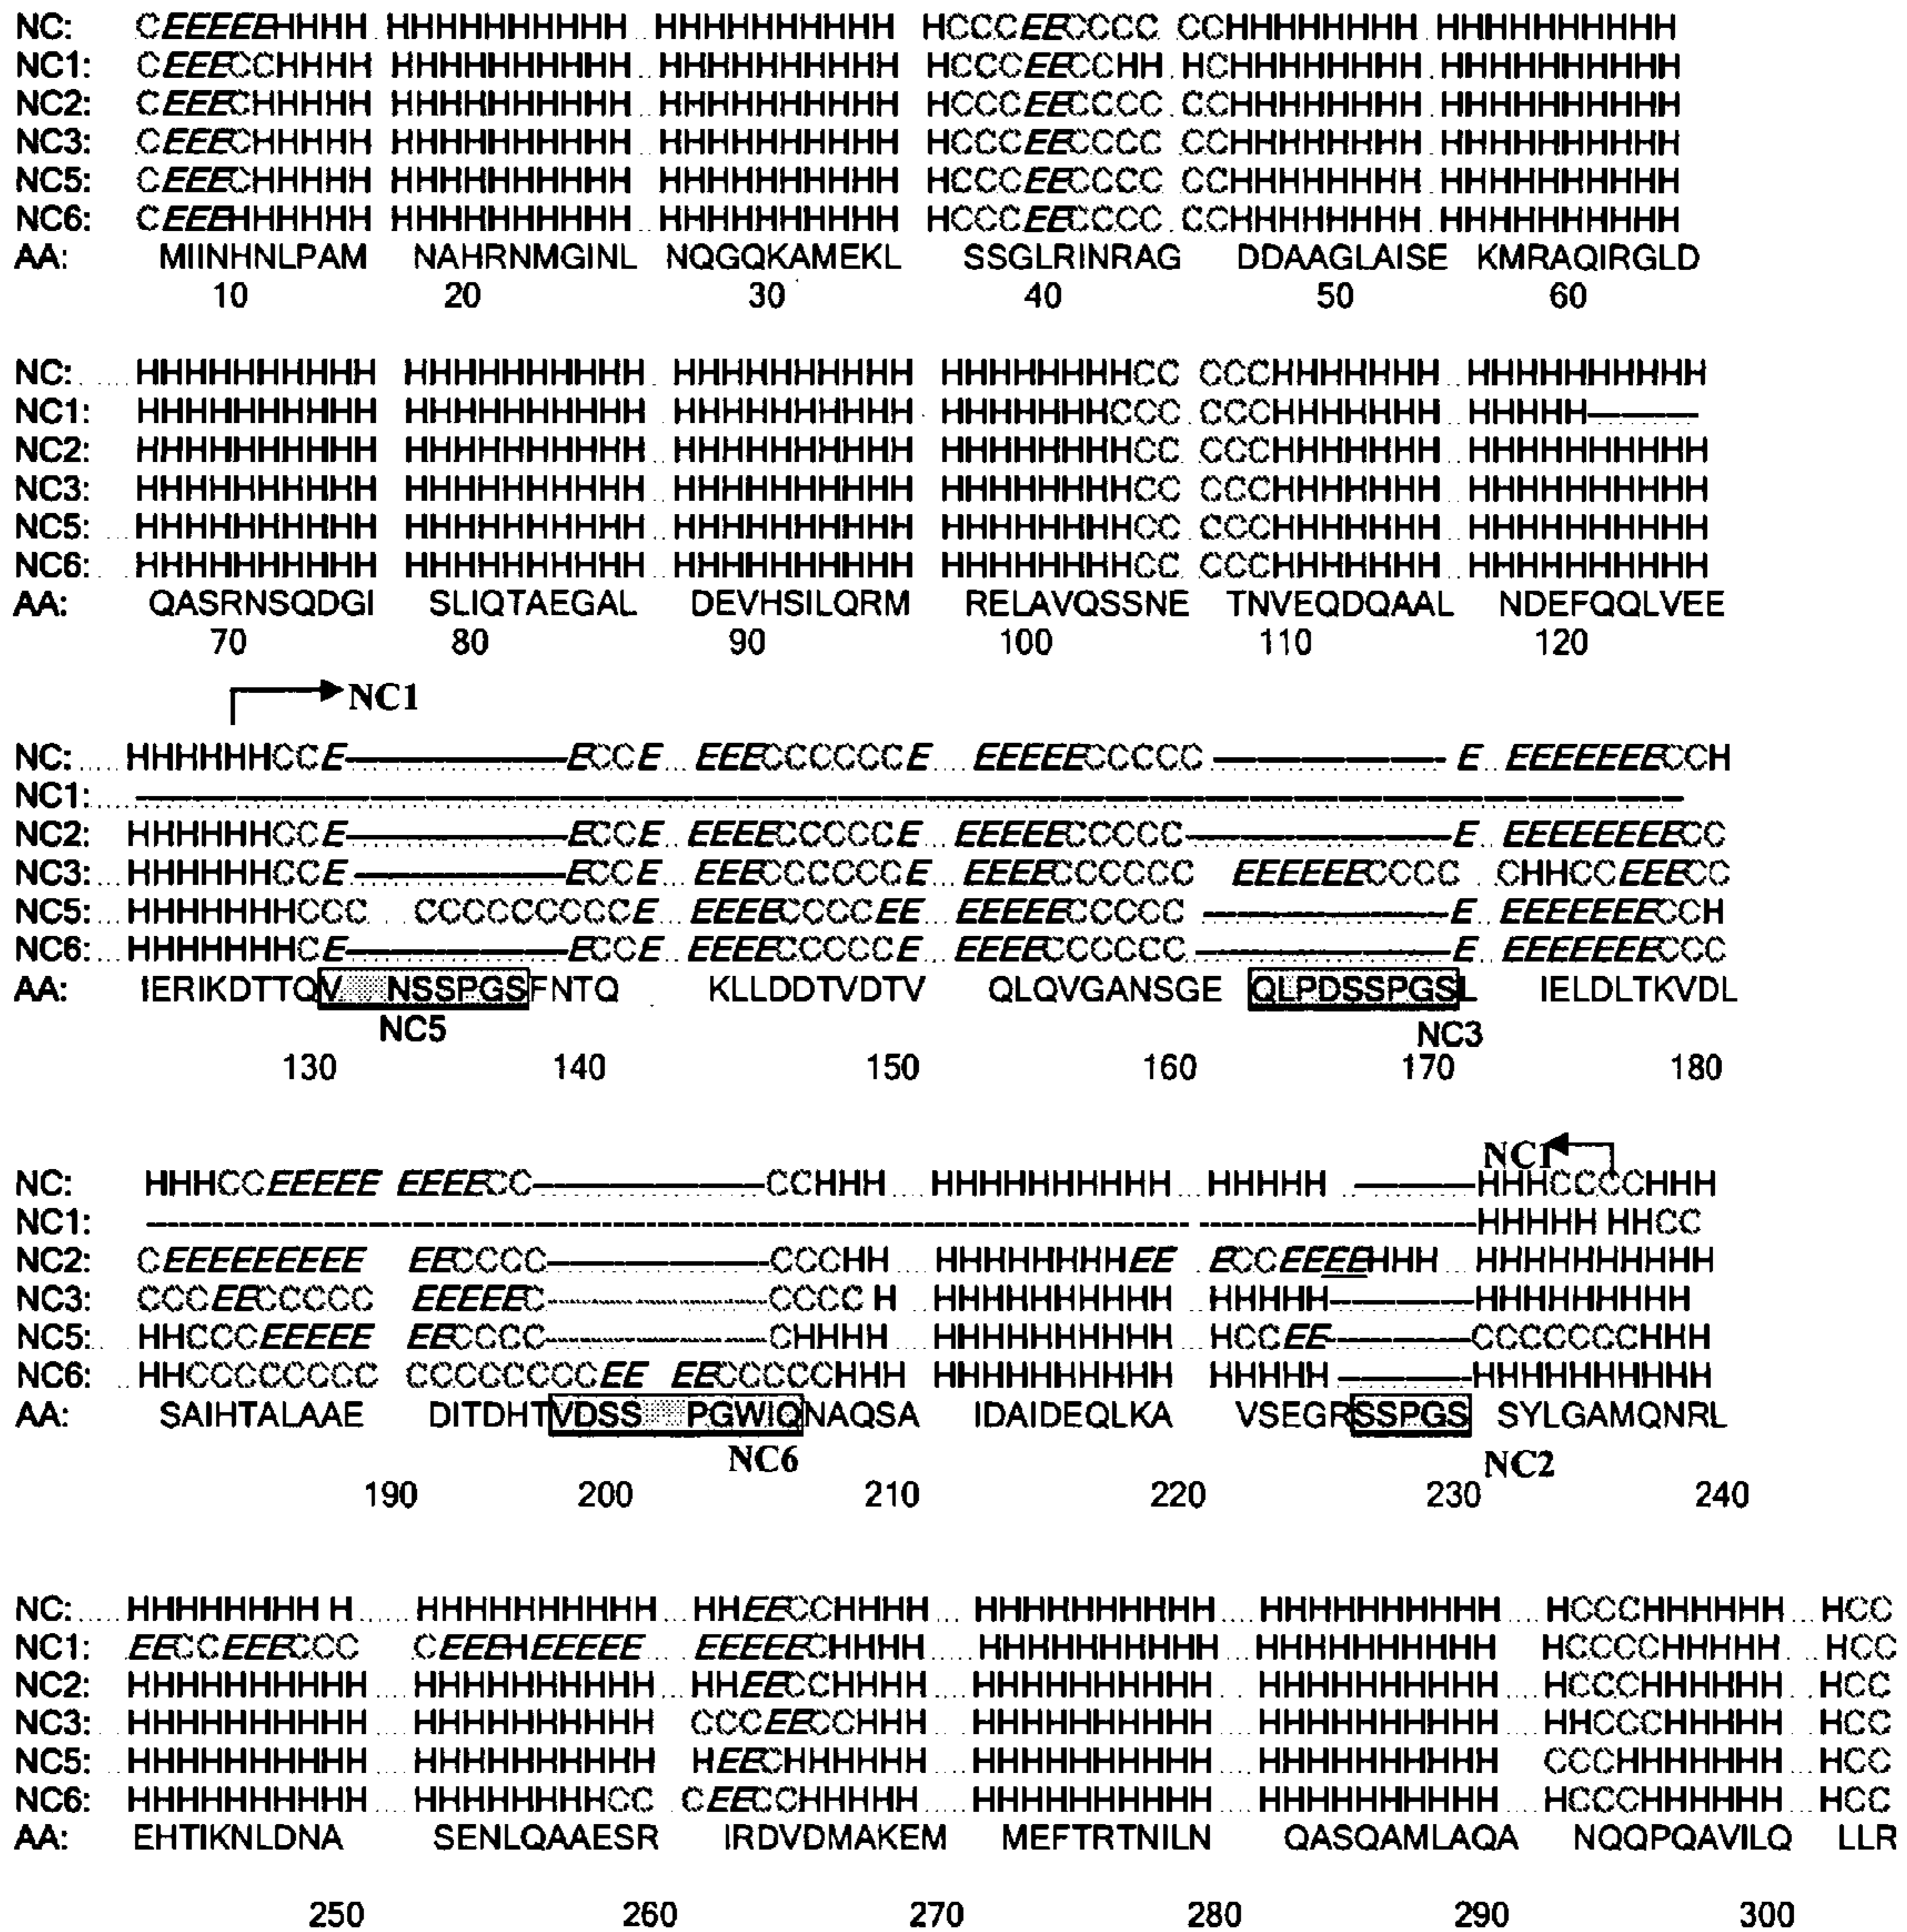 NC: CEEEEEHHHH HHHHHHHHHH HHHHHHHHHH HCCCEECCCC CCHHHHHHHH HHHHHHHHHH
NC1: CEEECCHHHH HHHHHHHHHH HHHHHHHHHH HCCCEECCHH HCHHHHHHHH HHHHHHHHHH
NC2: CEEECHHHHH HHHHHHHHHH HHHHHHHHHH HCCCEECCCC CCHHHHHHHH HHHHHHHHHH
NC3: CEEECHHHHH HHHHHHHHHH HHHHHHHHHH HCCCEECCCC CCHHHHHHHH HHHHHHHHHH
NC5: CEEECHHHHH HHHHHHHHHH HHHHHHHHHH HCCCEECCCC CCHHHHHHHH HHHHHHHHHH
NC6: CEEEHHHHHH HHHHHHHHHH HHHHHHHHHH HCCCEECCCC CCHHHHHHHH HHHHHHHHHH
AA: MIINHNLPAM NAHRNMGINL NQGQKAMEKL SSGLRINRAG DDAAGLAISE KMRAQIRGLD
10 20 30 40 50 60
NC: HHHHHHHHHH HHHHHHHHHH HHHHHHHHHH HHHHHHHHCC CCCHHHHHHH HHHHHHHHHH
NC1: HHHHHHHHHH HHHHHHHHHH HHHHHHHHHH HHHHHHHCCC CCCHHHHHHH HHHHH
NC2: HHHHHHHHHH HHHHHHHHHH HHHHHHHHHH HHHHHHHHCC CCCHHHHHHH HHHHHHHHHH
NC3: HHHHHHHHHH HHHHHHHHHH HHHHHHHHHH HHHHHHHHCC CCCHHHHHHH HHHHHHHHHH
NC5: HHHHHHHHHH HHHHHHHHHH HHHHHHHHHH HHHHHHHHCC CCCHHHHHHH HHHHHHHHHH
NC6: HHHHHHHHHH HHHHHHHHHH HHHHHHHHHH HHHHHHHHCC CCCHHHHHHH HHHHHHHHHH
AA: QASRNSQDGI SLIQTAEGAL DEVHSILQRM RELAVQSSNE TNVEQDQAAL NDEFQQLVEE
70 80 90 100 110 120
NC1
NC: HHHHHHCCE ECCE EEECCCCCCE EEEEECCCCC E EEEEEEECCH
NC1:
NC2: HHHHHHCCE ECCE EEEECCCCCE EEEEECCCCC E EEEEEEEECC
NC3: HHHHHHCCE ECCE EEECCCCCCE EEEECCCCCC EEEEEECCCC CHHCCEEECC
NC5: HHHHHHHCCC CCCCCCCCCE EEEECCCCEE EEEEECCCCC E EEEEEEECCH
NC6: HHHHHHHCE ECCE EEEECCCCCE EEEECCCCCC E EEEEEEECCC
AA: IERIKDTTQV NSSPGSFNTQ KLLDDTVDTV QLQVGANSGE QLPDSSPGSL IELDLTKVDL
NC5 NC3
130 140 150 160 170 180
NC1
NC: HHHCCEEEEE EEEECC CCHHH HHHHHHHHHH HHHHH HHHCCCCHHH
NC1: HHHHH HHCC
NC2: CEEEEEEEEE EECCCC CCCHH HHHHHHHHEE ECCEEEEHHH HHHHHHHHHH
NC3: CCCEECCCCC EEEEEC CCCC H HHHHHHHHHH HHHHH HHHHHHHHH
NC5: HHCCCEEEEE EECCCC CHHHH HHHHHHHHHH HCCEE CCCCCCCHHH
NC6: HHCCCCCCCC CCCCCCCCEE EECCCCCHHH HHHHHHHHHH HHHHH HHHHHHHHHH
AA: SAIHTALAAE DITDHTVDSS PGWIQNAQSA IDAIDEQLKA VSEGRSSPGS SYLGAMQNRL
NC6 NC2
190 200 210 220 230 240
NC: HHHHHHHH H HHHHHHHHHH HHEECCHHHH HHHHHHHHHH HHHHHHHHHH HCCCHHHHHH HCC
NC1: EECCEEECCC CEEEHEEEEE EEEEECHHHH HHHHHHHHHH HHHHHHHHHH HCCCCHHHHH HCC
NC2: HHHHHHHHHH HHHHHHHHHH HHEECCHHHH HHHHHHHHHH HHHHHHHHHH HCCCHHHHHH HCC
NC3: HHHHHHHHHH HHHHHHHHHH CCCEECCHHH HHHHHHHHHH HHHHHHHHHH HHCCCHHHHH HCC
NC5: HHHHHHHHHH HHHHHHHHHH HEECHHHHHH HHHHHHHHHH HHHHHHHHHH CCCHHHHHHH HCC
NC6: HHHHHHHHHH HHHHHHHHCC CEECCHHHHH HHHHHHHHHH HHHHHHHHHH HCCCHHHHHH HCC
AA: EHTIKNLDNA SENLQAAESR IRDVDMAKEM MEFTRTNILN QASQAMLAQA NQQPQAVILQ LLR
250 260 270 280 290 300